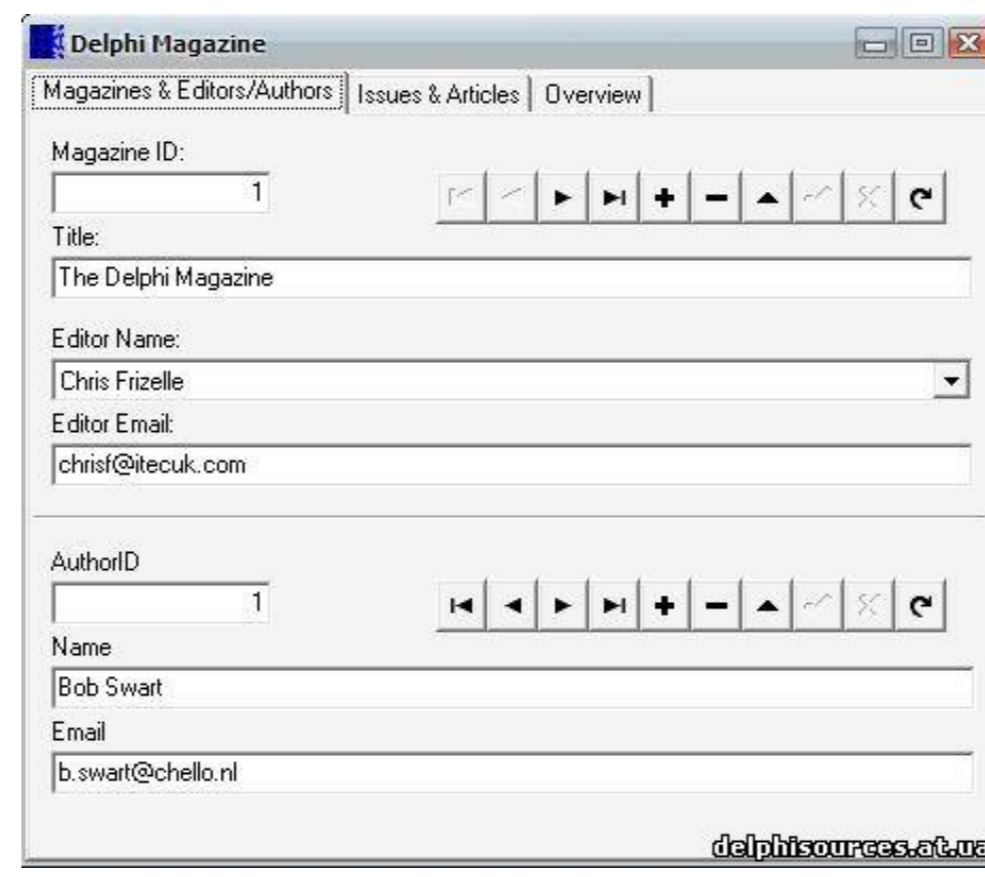 Delphi Magazine
Magazines & Editors/Authors Issues & Articles Overview
Magazine ID:
1
Title:
The Delphi Magazine
Editor Name:
Chris Frizelle
Editor Email:
chrisf@itecuk.com
AuthorID
1
Name
Bob Swart
Email
b.swart@chello.nl
delphisources.at.ua